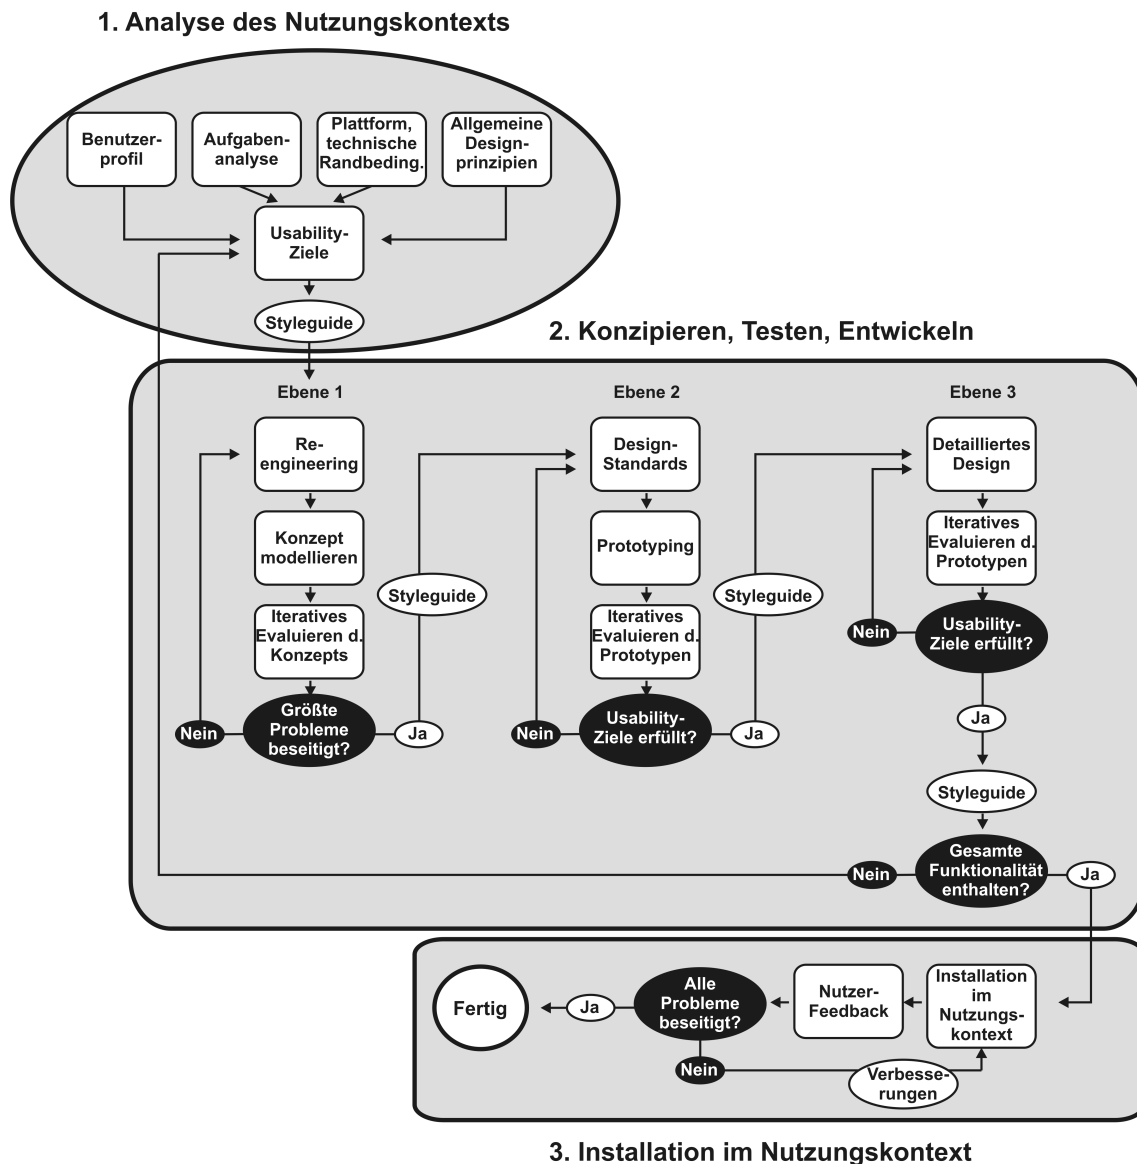 1. Analyse des Nutzungskontexts
Benutzer-
profil
Aufgaben-
analyse
Plattform,
technische
Randbeding.
Allgemeine
Design-
prinzipien
Usability-
Ziele
Styleguide
2. Konzipieren, Testen, Entwickeln
Ebene 1
Re-
engineering
Konzept
modellieren
Iteratives
Evaluieren d.
Konzepts
Größte
Probleme
beseitigt?
Nein
Ja
Styleguide
Ebene 2
Design-
Standards
Prototyping
Iteratives
Evaluieren d.
Prototypen
Usability-
Ziele erfüllt?
Nein
Ja
Styleguide
Ebene 3
Detailliertes
Design
Iteratives
Evaluieren d.
Prototypen
Usability-
Ziele erfüllt?
Nein
Ja
Styleguide
Gesamte
Funktionalität
enthalten?
Nein
Ja
Installation
im
Nutzungs-
kontext
Nutzer-
Feedback
Alle
Probleme
beseitigt?
Ja
Fertig
Nein
Verbesse-
rungen
3. Installation im Nutzungskontext